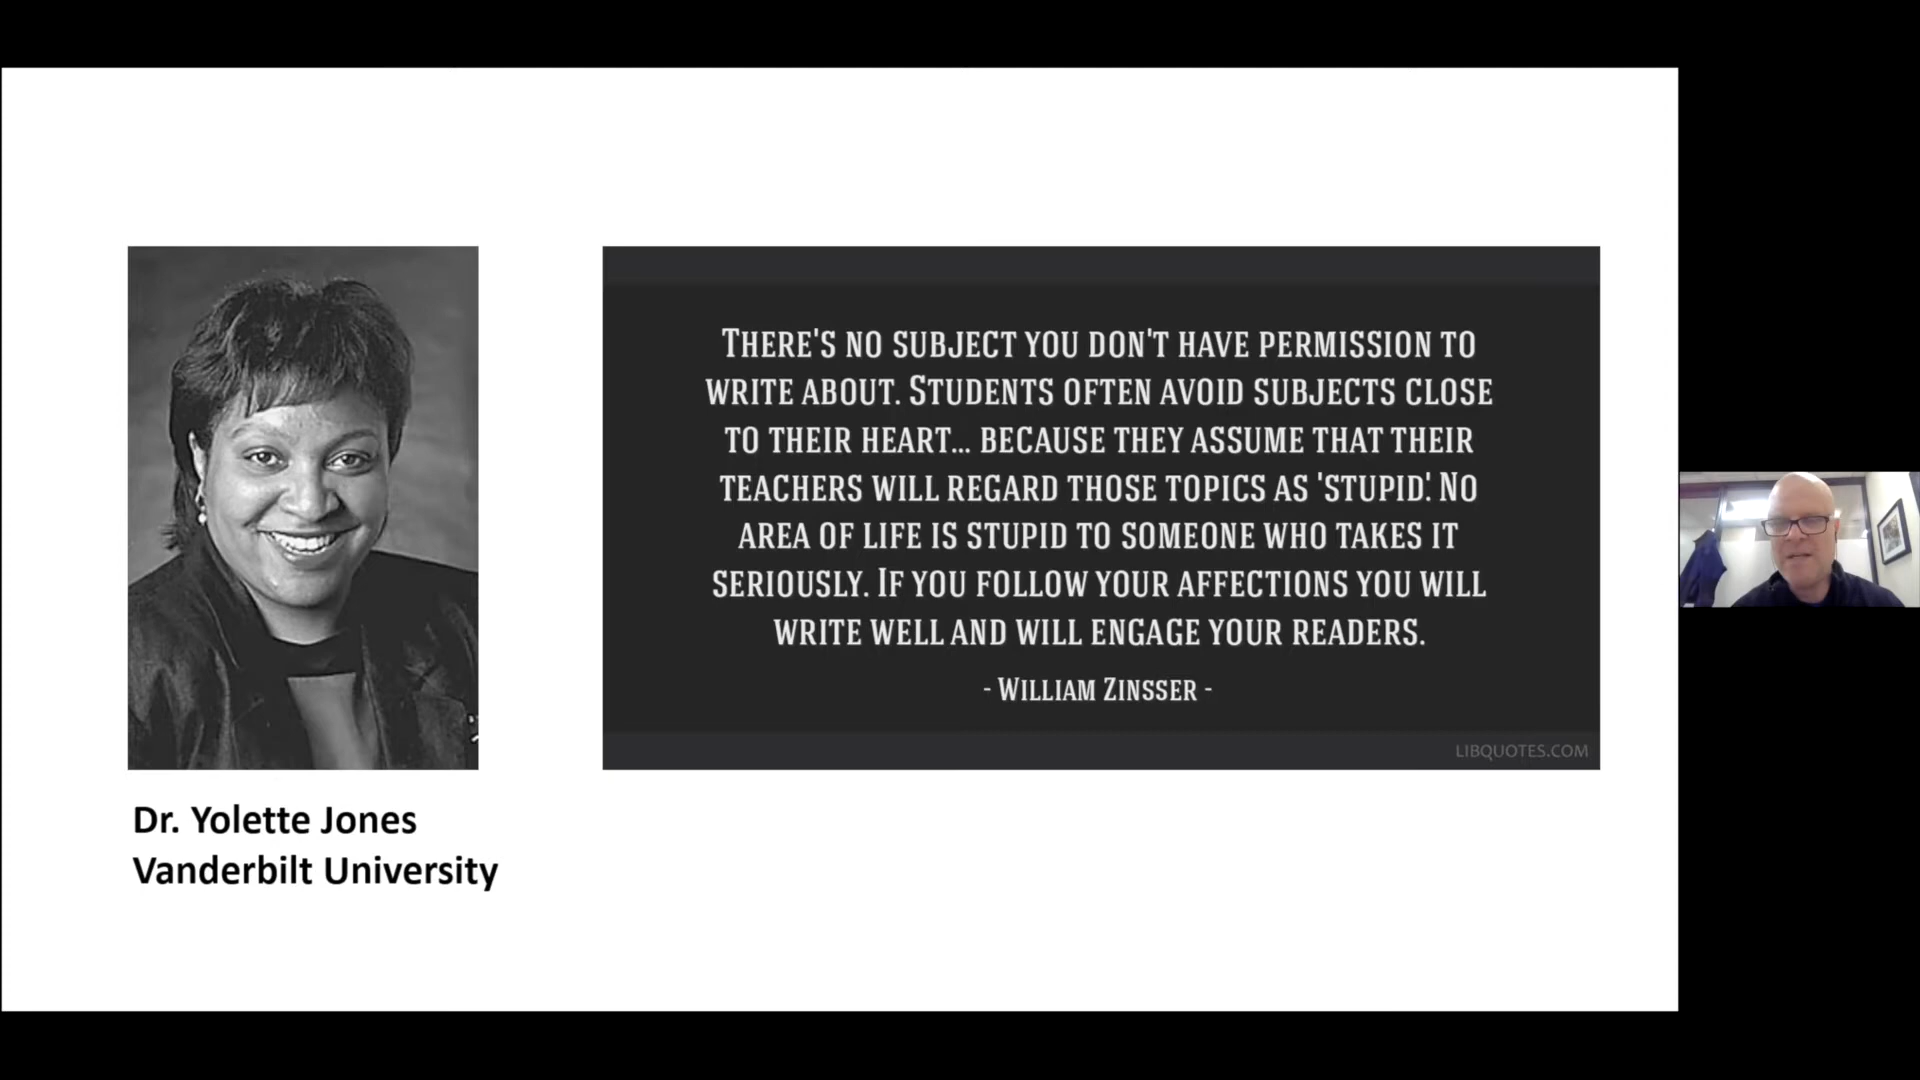 THERE'S NO SUBJECT YOU DON'T HAVE PERMISSION TO
WRITE ABOUT. STUDENTS OFTEN AVOID SUBJECTS CLOSE
TO THEIR HEART... BECAUSE THEY ASSUME THAT THEIR
TEACHERS WILL REGARD THOSE TOPICS AS 'STUPID.' NO
AREA OF LIFE IS STUPID TO SOMEONE WHO TAKES IT
SERIOUSLY. IF YOU FOLLOW YOUR AFFECTIONS YOU WILL
WRITE WELL AND WILL ENGAGE YOUR READERS.
- WILLIAM ZINSSER -
LIBQUOTES.COM
Dr. Yolette Jones
Vanderbilt University